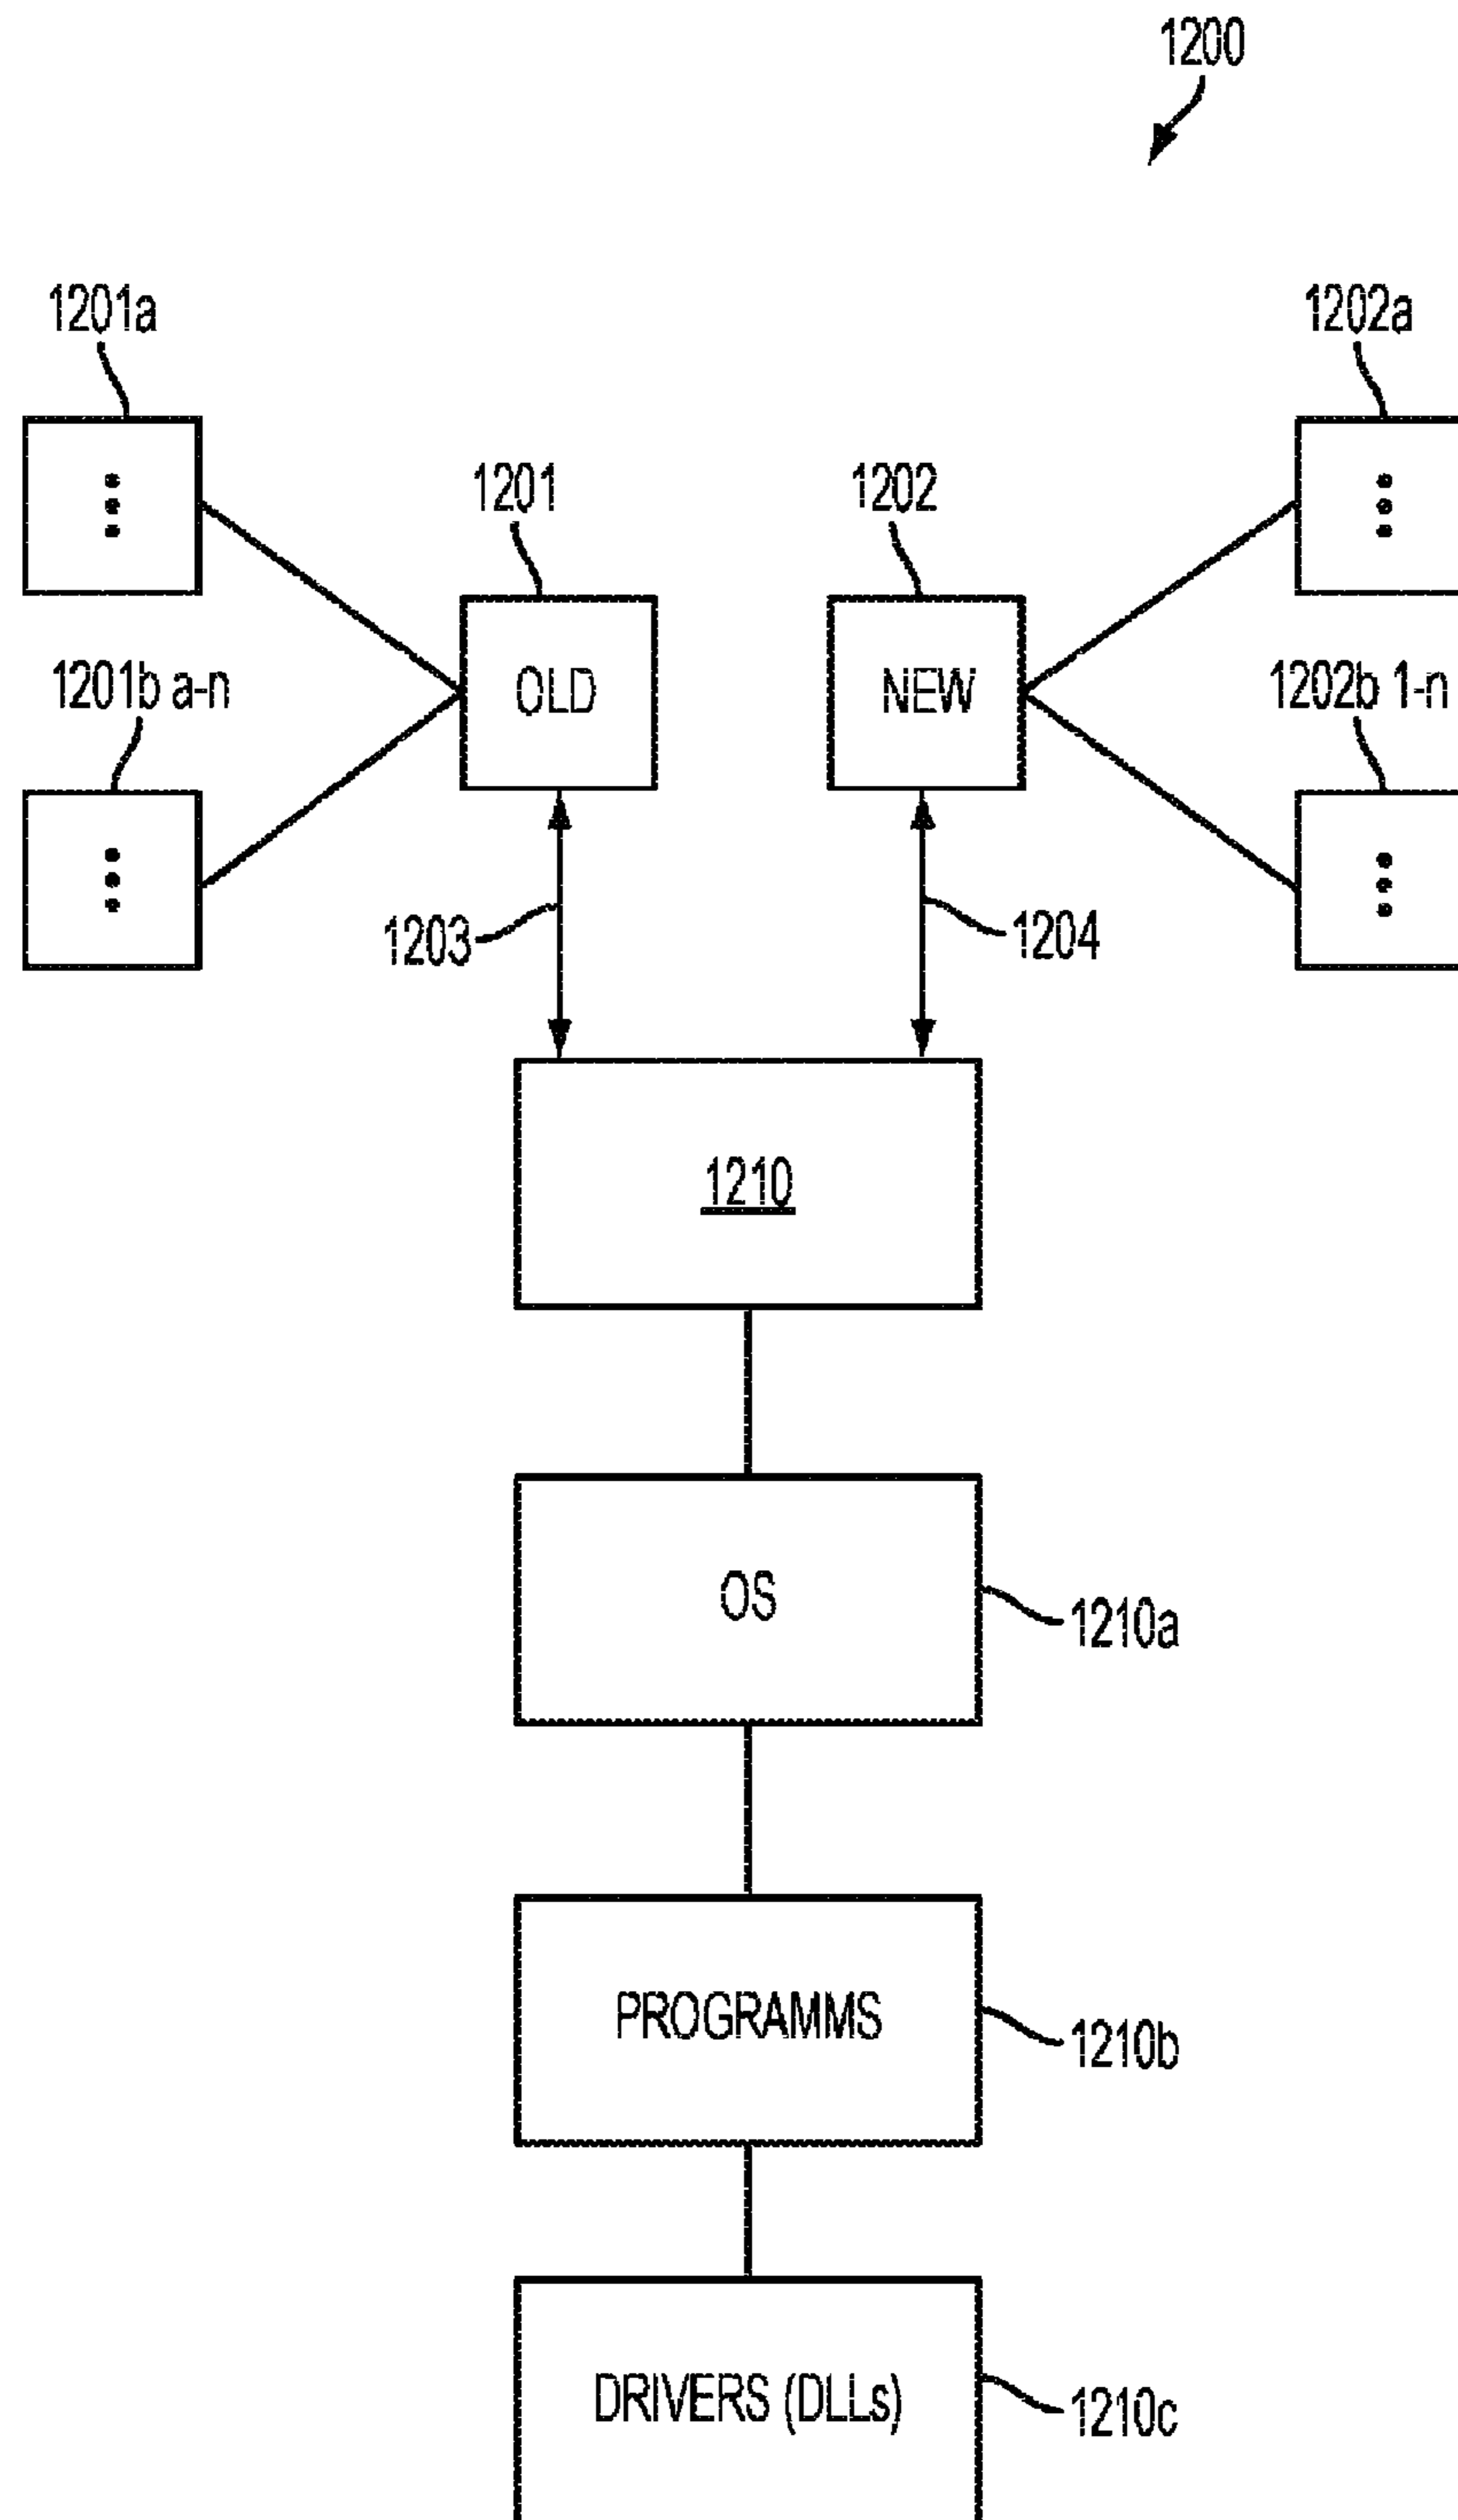 1200
1201a
1202a
1201
1202
OLD
NEW
1201b a-n
1202b 1-n
1203
1204
1210
OS
1210a
PROGRAMMS
1210b
DRIVERS (DLLs)
1210c